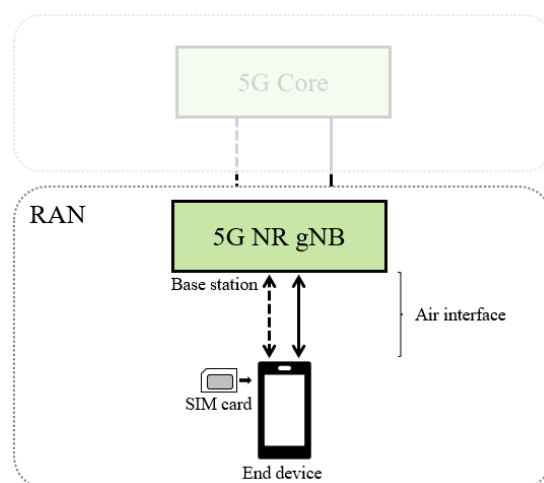 5G Core
RAN
5G NR gNB
Base station
Air interface
SIM card
End device